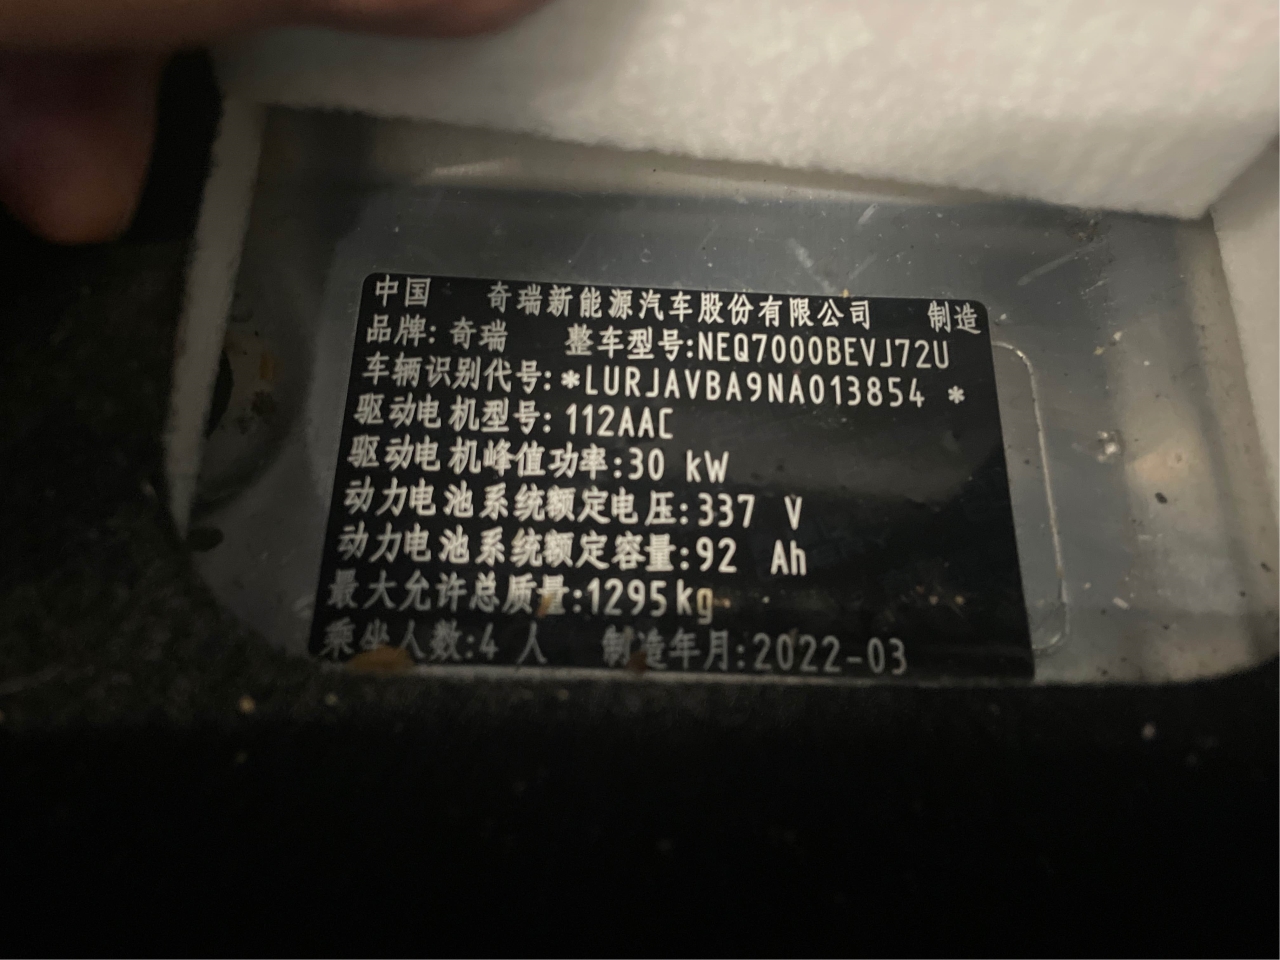 中国 奇瑞新能源汽车股份有限公司 制造
品牌: 奇瑞 整车型号:NEQ7000BEVJ72U
车辆识别代号:*LURJAVBA9NA013854 *
驱动电机型号: 112AAC
驱动电机峰值功率:30 kW
动力电池系统额定电压:337 V
动力电池系统额定容量:92 Ah
最大允许总质量:1295kg
乘坐人数:4 人 制造年月:2022-03